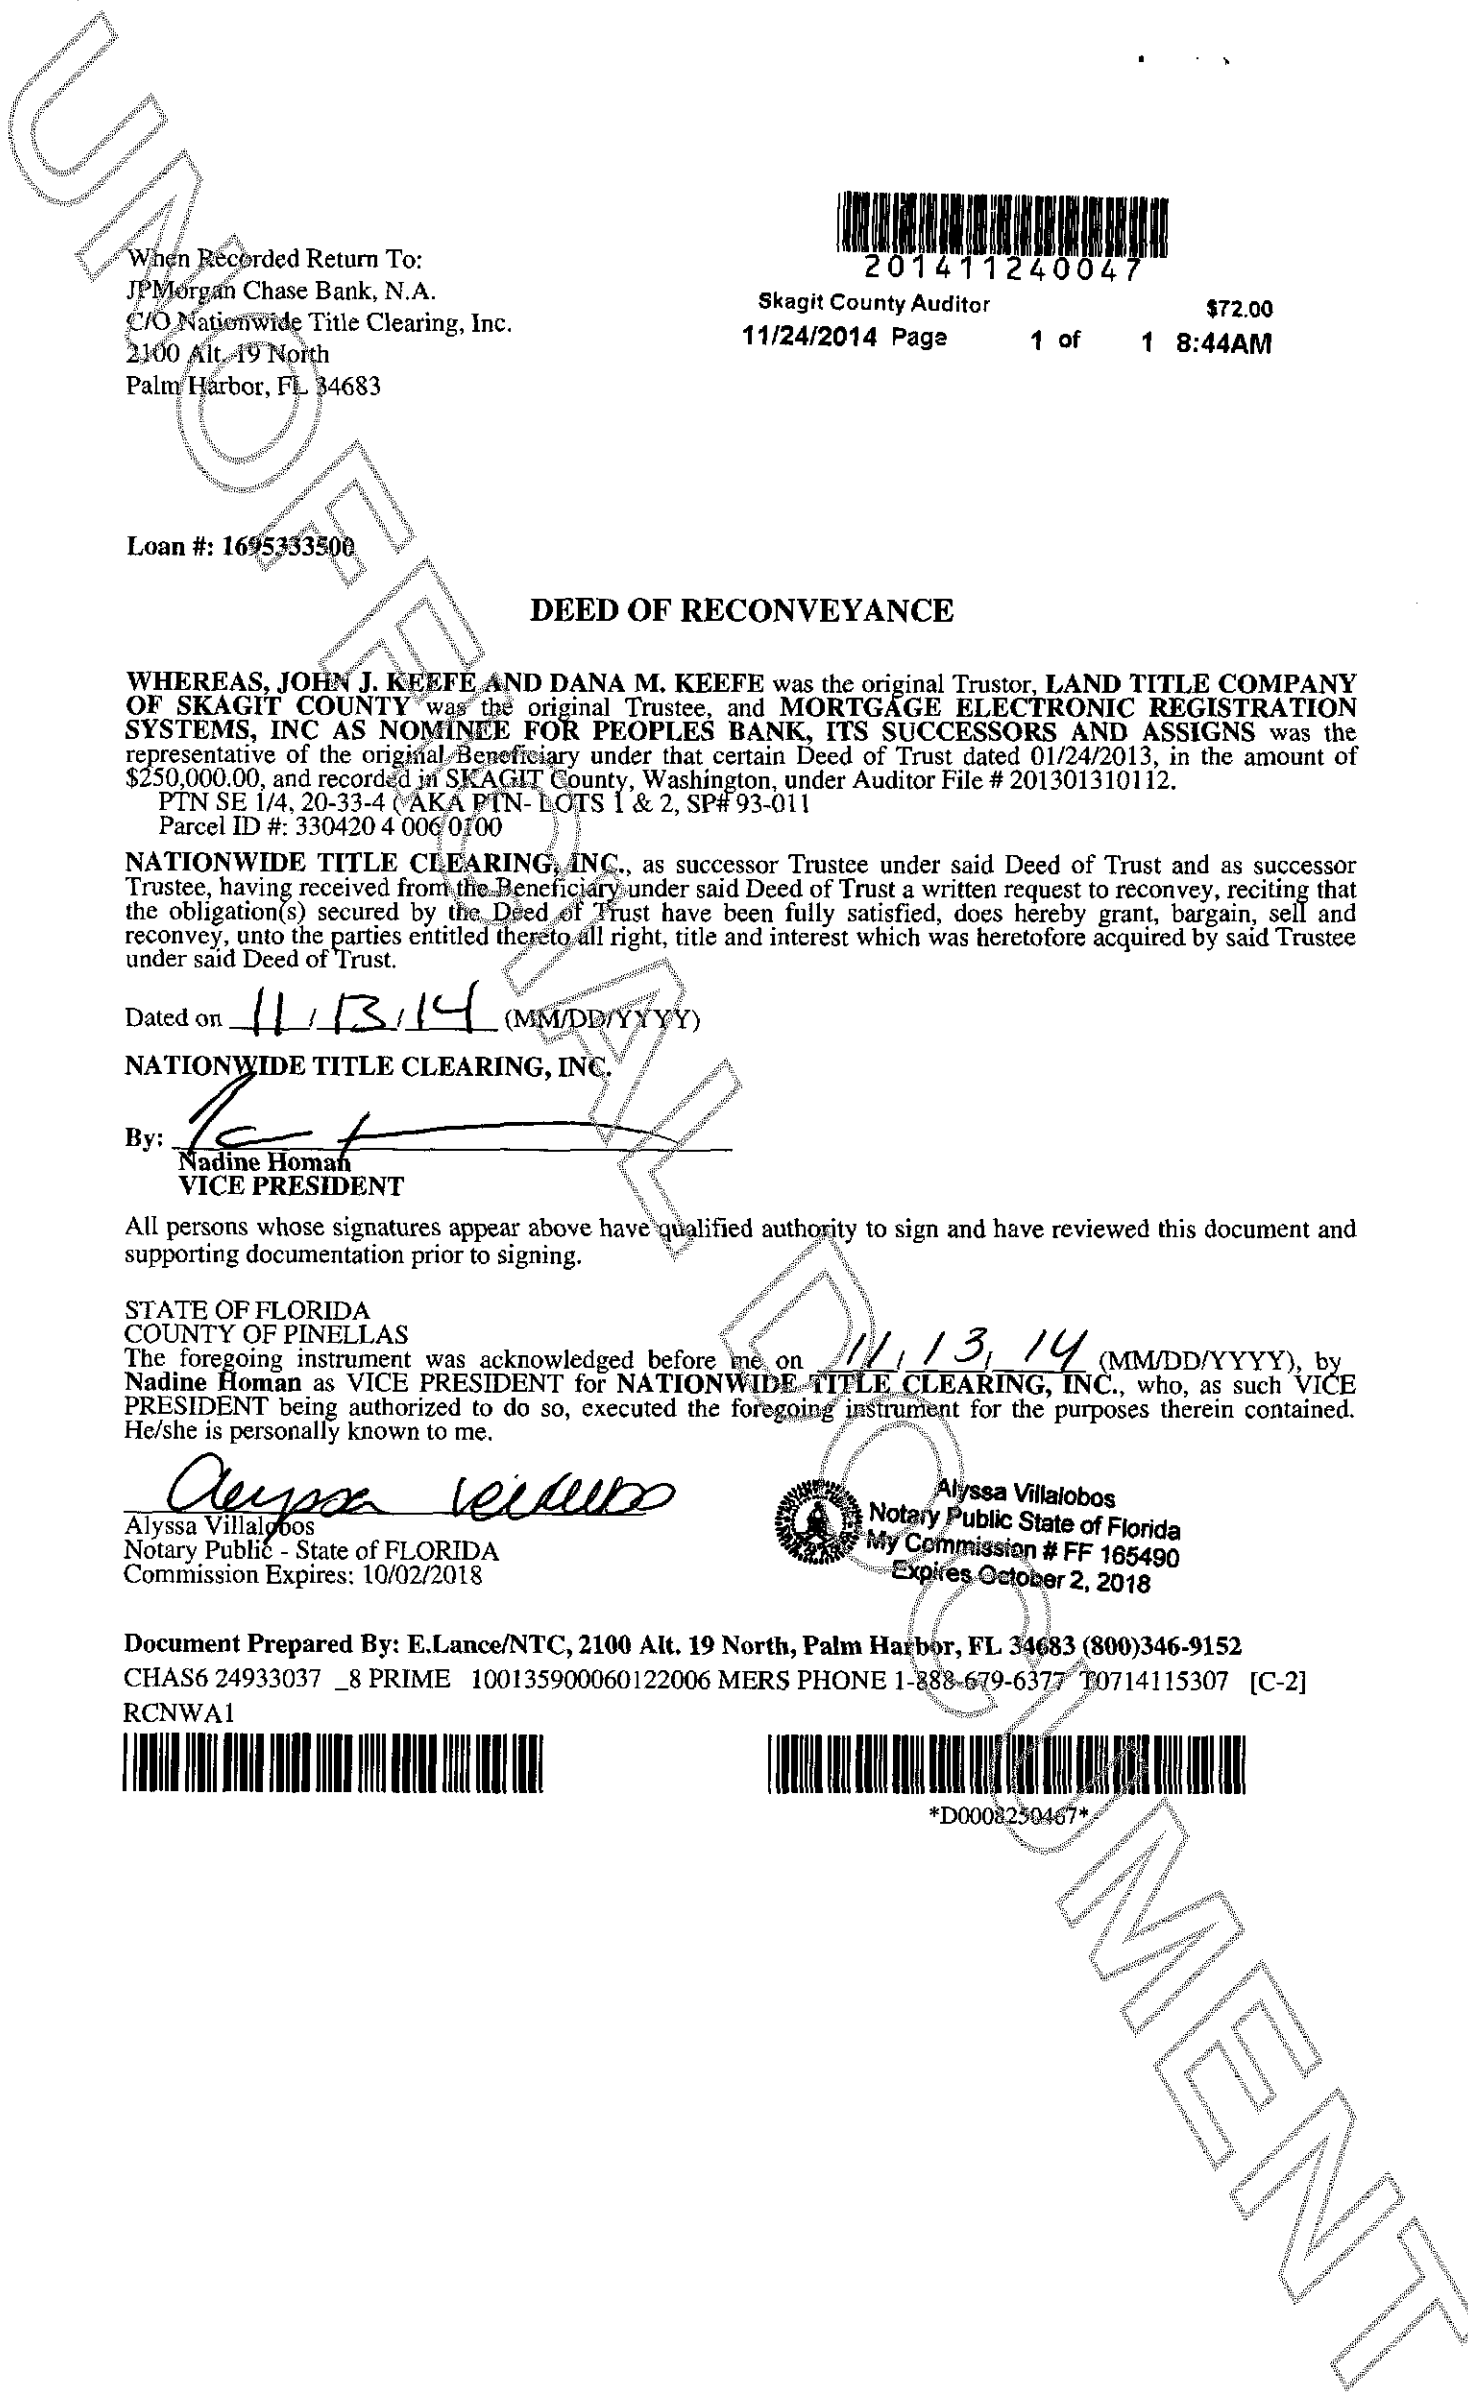 When Recorded Return To:
JPMorgan Chase Bank, N.A.
C/O Nationwide Title Clearing, Inc.
2100 Alt. 19 North
Palm Harbor, FL 34683
201411240047
Skagit County Auditor $72.00
11/24/2014 Page 1 of 1 8:44AM
Loan #: 1695333500
DEED OF RECONVEYANCE
WHEREAS, JOHN J. KEEFE AND DANA M. KEEFE was the original Trustor, LAND TITLE COMPANY
OF SKAGIT COUNTY was the original Trustee, and MORTGAGE ELECTRONIC REGISTRATION
SYSTEMS, INC AS NOMINEE FOR PEOPLES BANK, ITS SUCCESSORS AND ASSIGNS was the
representative of the original Beneficiary under that certain Deed of Trust dated 01/24/2013, in the amount of
$250,000.00, and recorded in SKAGIT County, Washington, under Auditor File # 201301310112.
PTN SE 1/4, 20-33-4 ( AKA PTN- LOTS 1 & 2, SP# 93-011
Parcel ID #: 330420 4 006 0100
NATIONWIDE TITLE CLEARING, INC., as successor Trustee under said Deed of Trust and as successor
Trustee, having received from the Beneficiary under said Deed of Trust a written request to reconvey, reciting that
the obligation(s) secured by the Deed of Trust have been fully satisfied, does hereby grant, bargain, sell and
reconvey, unto the parties entitled thereto all right, title and interest which was heretofore acquired by said Trustee
under said Deed of Trust.
Dated on 11/13/14 (MM/DD/YYYY)
NATIONWIDE TITLE CLEARING, INC.
By:
Nadine Homan
VICE PRESIDENT
All persons whose signatures appear above have qualified authority to sign and have reviewed this document and
supporting documentation prior to signing.
STATE OF FLORIDA
COUNTY OF PINELLAS
The foregoing instrument was acknowledged before me on 11/13/14 (MM/DD/YYYY), by
Nadine Homan as VICE PRESIDENT for NATIONWIDE TITLE CLEARING, INC., who, as such VICE
PRESIDENT being authorized to do so, executed the foregoing instrument for the purposes therein contained.
He/she is personally known to me.
Alyssa Villalobos
Alyssa Villalobos
Notary Public - State of FLORIDA
Commission Expires: 10/02/2018
Alyssa Villalobos
Notary Public State of Florida
My Commission # FF 165490
Expires October 2, 2018
Document Prepared By: E.Lance/NTC, 2100 Alt. 19 North, Palm Harbor, FL 34683 (800)346-9152
CHAS6 24933037 _8 PRIME 100135900060122006 MERS PHONE 1-888-679-6377 T0714115307 [C-2]
RCNWA1
*D0008250467*
UNOFFICIAL DOCUMENT